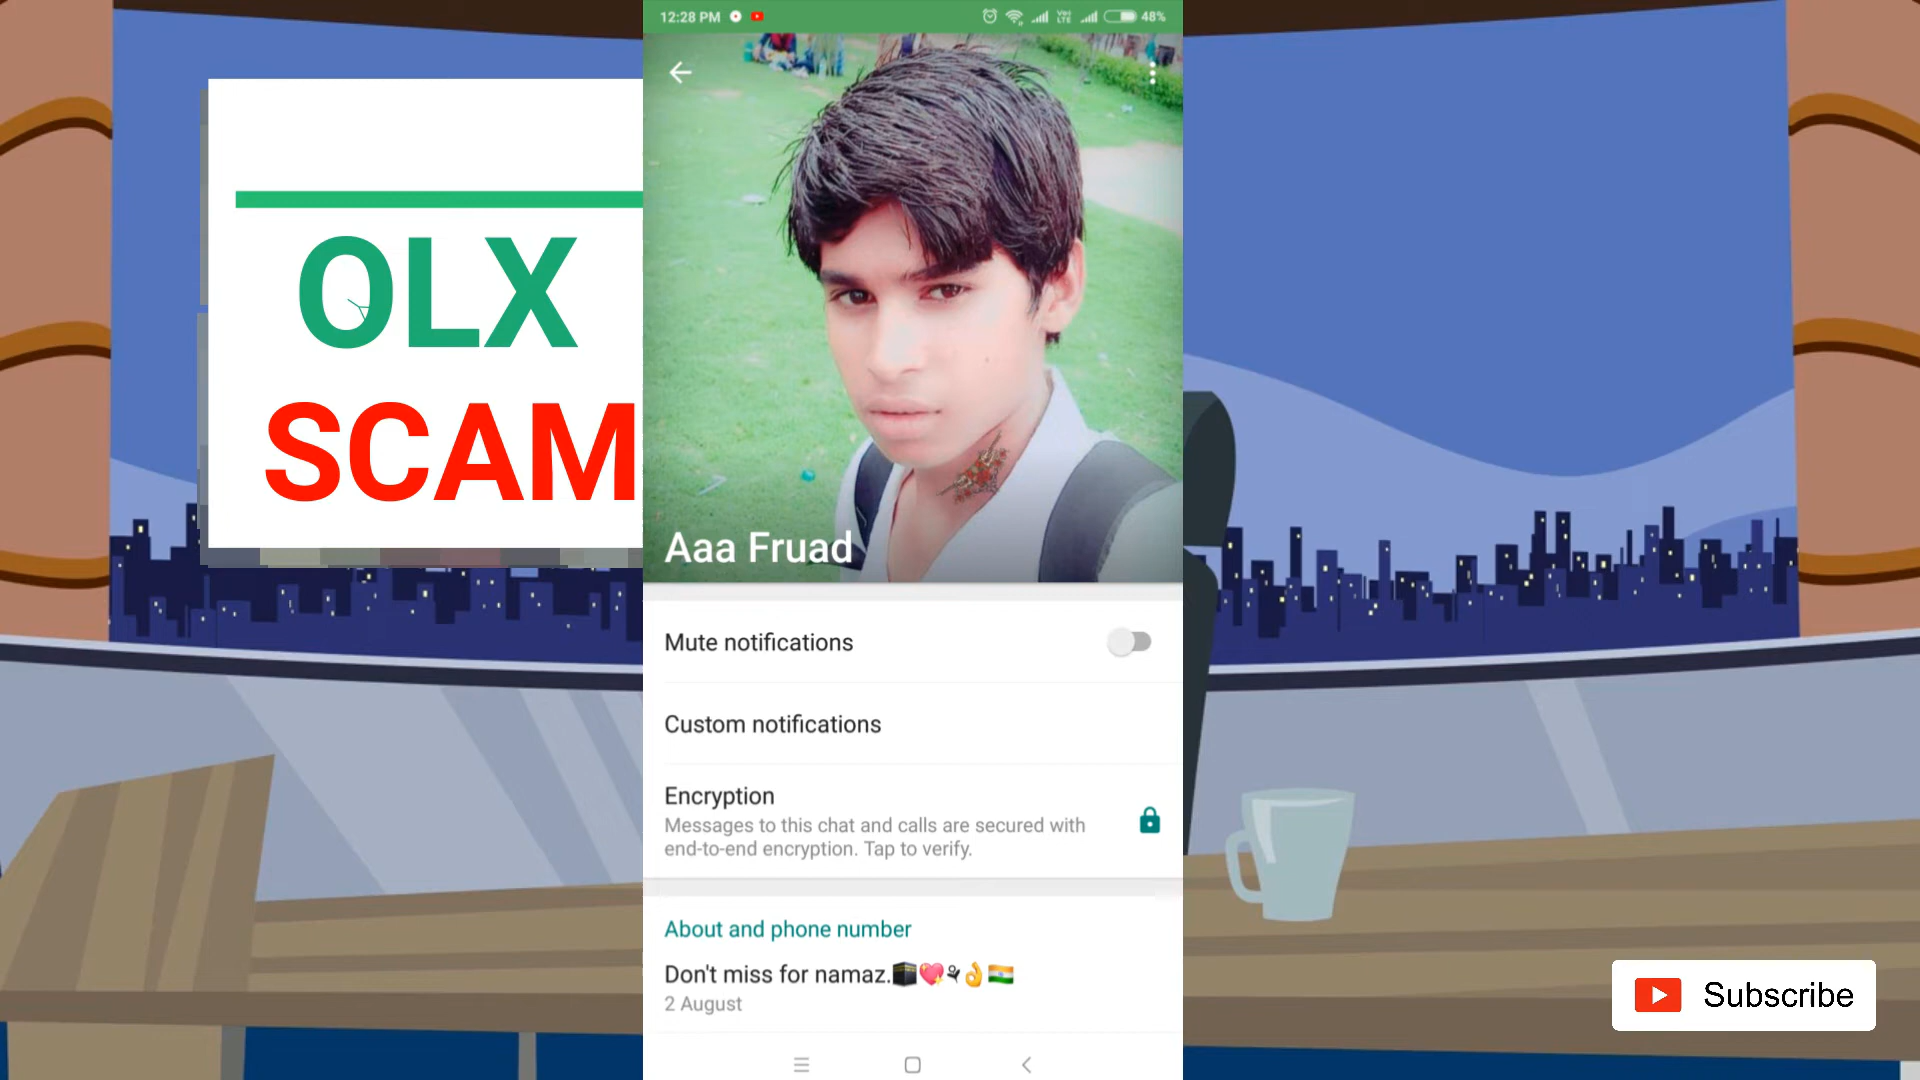 12:28 PM
VoI LTE
48%
OLX
SCAM
Aaa Fruad
Mute notifications
Custom notifications
Encryption
Messages to this chat and calls are secured with
end-to-end encryption. Tap to verify.
About and phone number
Don't miss for namaz.🕋💖👌🇮🇳
2 August
Subscribe